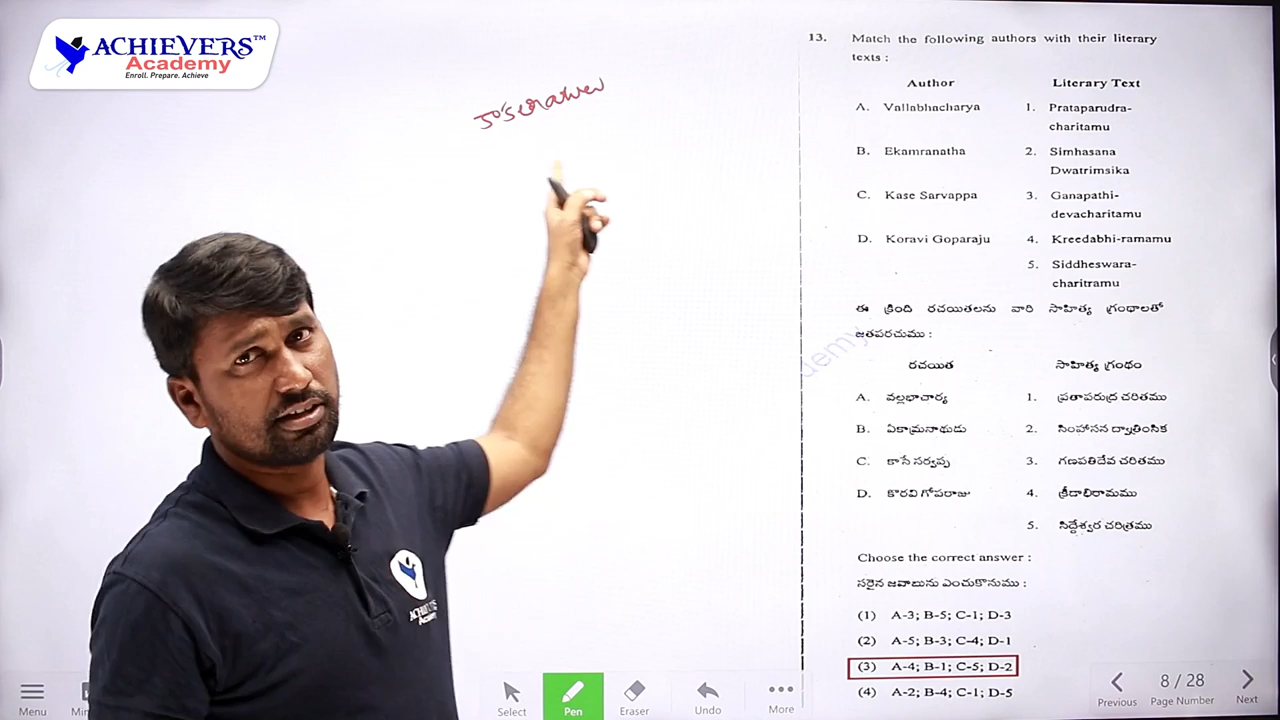 ACHIEVERS™
Academy
Enroll. Prepare. Achieve
కాకతీయులు
13. Match the following authors with their literary
texts :
Author Literary Text
A. Vallabhacharya 1. Prataparudra-
charitamu
B. Ekamranatha 2. Simhasana
Dwatrimsika
C. Kase Sarvappa 3. Ganapathi-
devacharitamu
D. Koravi Goparaju 4. Kreedabhi-ramamu
5. Siddheswara-
charitramu
ఈ క్రింది రచయితలను వారి సాహిత్య గ్రంథాలతో
జతపరచుము :
రచయిత సాహిత్య గ్రంథం
A. వల్లభాచార్య 1. ప్రతాపరుద్ర చరితము
B. ఏకామ్రనాథుడు 2. సింహాసన ద్వాత్రింసిక
C. కాసే సర్వప్ప 3. గణపతిదేవ చరితము
D. కొరవి గోపరాజు 4. క్రీడాభిరామము
5. సిద్దేశ్వర చరిత్రము
Choose the correct answer :
సరైన జవాబును ఎంచుకొనుము :
(1) A-3; B-5; C-1; D-3
(2) A-5; B-3; C-4; D-1
(3) A-4; B-1; C-5; D-2
(4) A-2; B-4; C-1; D-5
ACHIEVERS
Academy
Menu
Select
Pen
Eraser
Undo
More
Previous
8 / 28
Page Number
Next